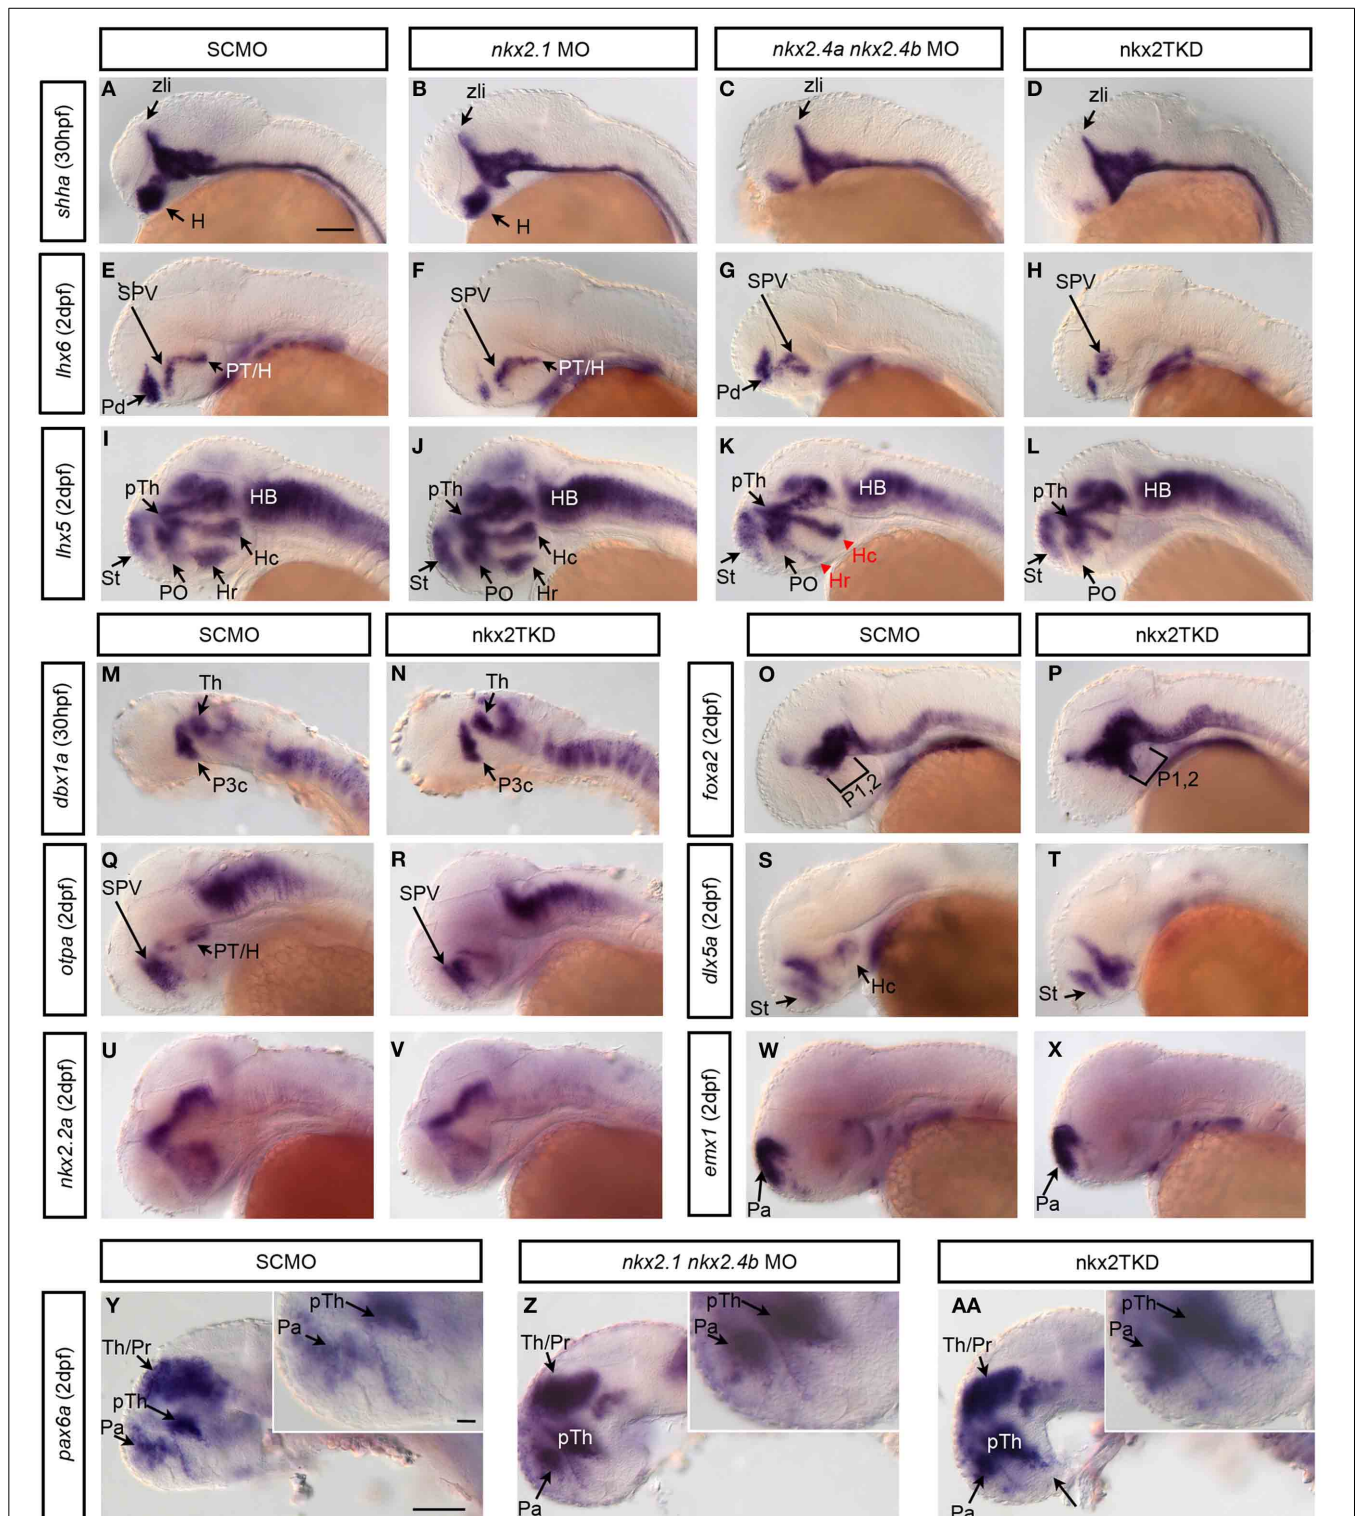 SCMO
nkx2.1 MO
nkx2.4a nkx2.4b MO
nkx2TKD
shha (30hpf)
A
zli
H
B
zli
H
C
zli
D
zli
lhx6 (2dpf)
E
SPV
PT/H
Pd
F
SPV
PT/H
G
SPV
Pd
H
SPV
lhx5 (2dpf)
I
pTh
HB
Hc
St
PO
Hr
J
pTh
HB
Hc
PO
Hr
K
pTh
HB
Hc
St
PO
Hr
L
pTh
HB
St
PO
SCMO
nkx2TKD
SCMO
nkx2TKD
dbx1a (30hpf)
M
Th
P3c
N
Th
P3c
foxa2 (2dpf)
O
P1,2
P
P1,2
otpa (2dpf)
Q
SPV
PT/H
R
SPV
dlx5a (2dpf)
S
St
Hc
T
St
nkx2.2a (2dpf)
U
V
emx1 (2dpf)
W
Pa
X
Pa
SCMO
nkx2.1 nkx2.4b MO
nkx2TKD
pax6a (2dpf)
Y
Th/Pr
pTh
Pa
pTh
Pa
Z
Th/Pr
pTh
Pa
pTh
Pa
AA
Th/Pr
pTh
Pa
pTh
Pa